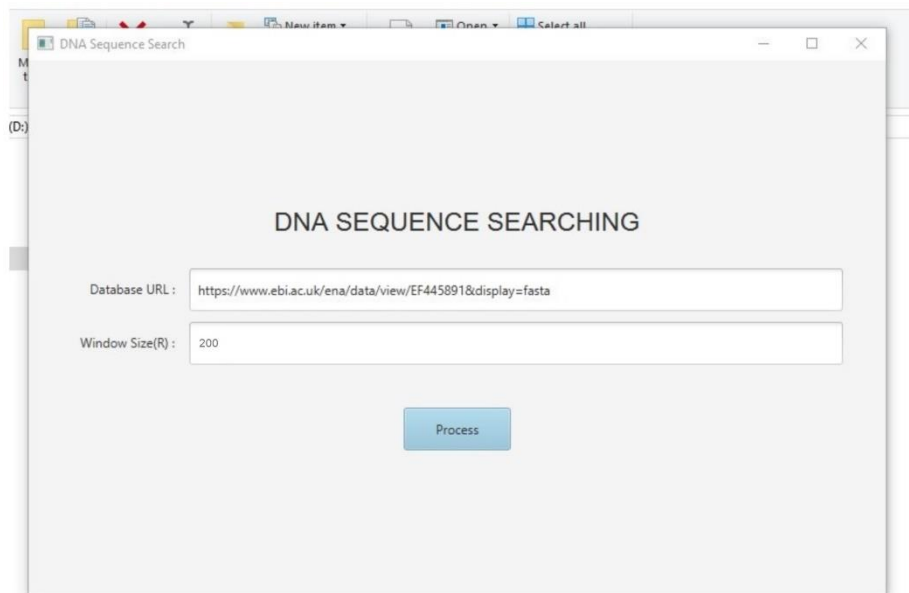 New item
Open
Select all
DNA Sequence Search
(D:)
DNA SEQUENCE SEARCHING
Database URL :
https://www.ebi.ac.uk/ena/data/view/EF445891&display=fasta
Window Size(R) :
200
Process